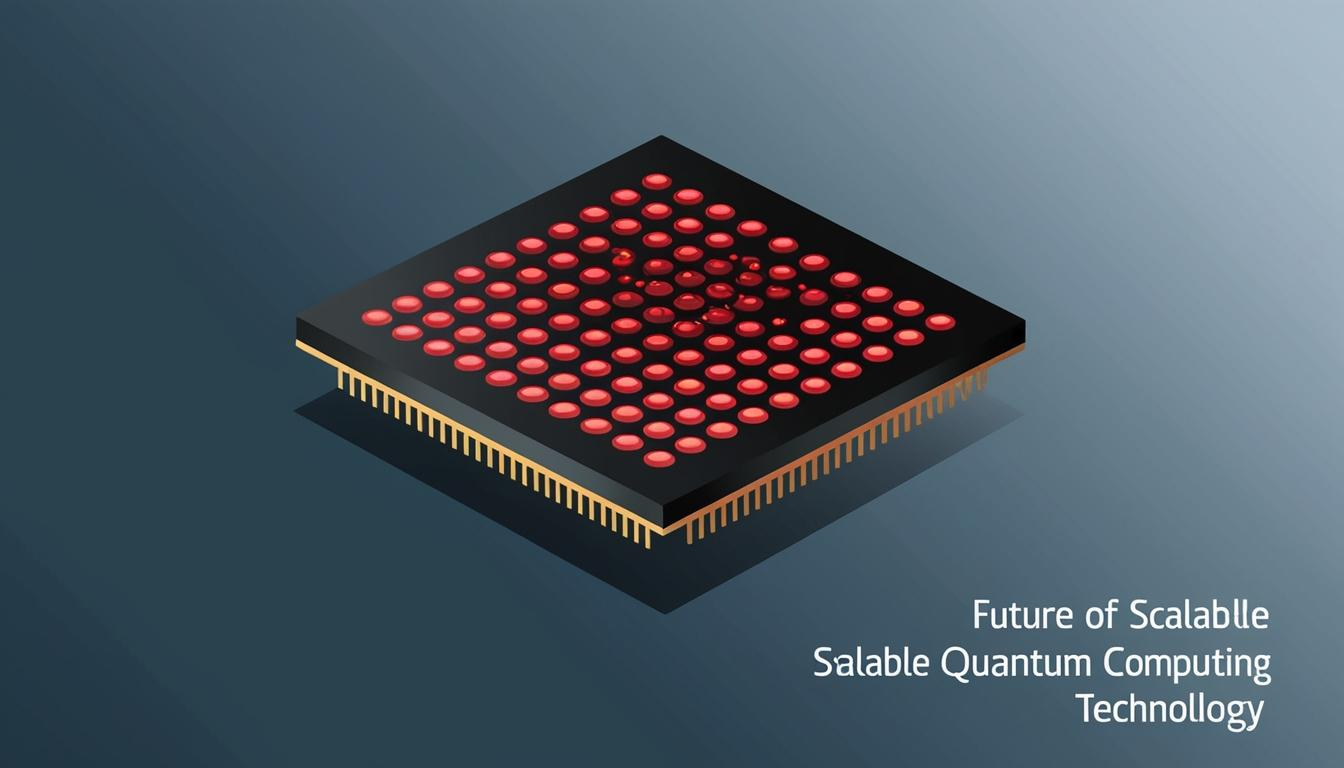 Future of Scalablle
Salable Quantum Computing
Technollogy